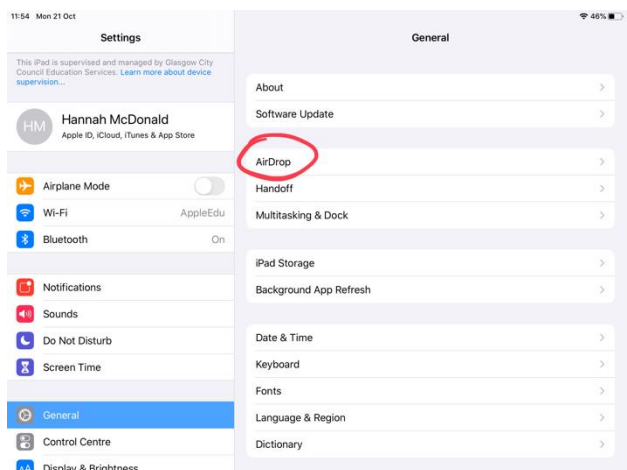 11:54 Mon 21 Oct
46%
Settings
This iPad is supervised and managed by Glasgow City
Council Education Services. Learn more about device
supervision...
HM
Hannah McDonald
Apple ID, iCloud, iTunes & App Store
Airplane Mode
Wi-Fi AppleEdu
Bluetooth On
Notifications
Sounds
Do Not Disturb
Screen Time
General
Control Centre
AA Display & Brightness
General
About
Software Update
AirDrop
Handoff
Multitasking & Dock
iPad Storage
Background App Refresh
Date & Time
Keyboard
Fonts
Language & Region
Dictionary